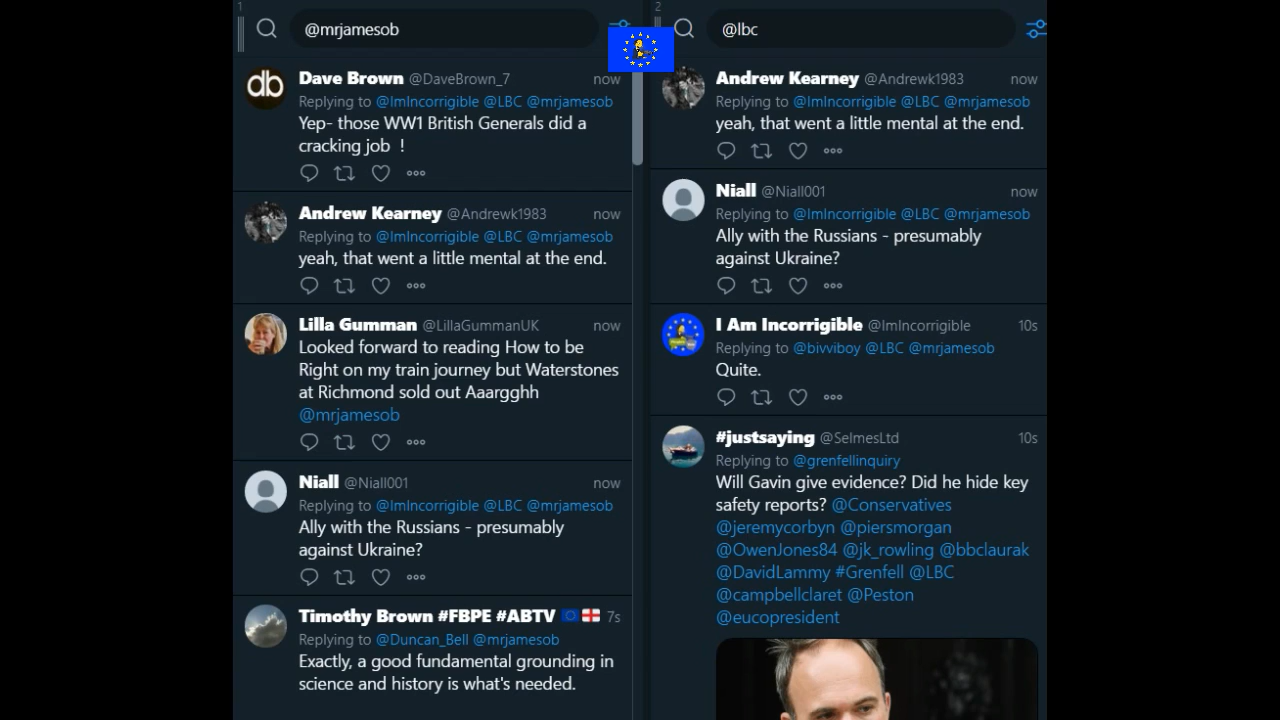 1
@mrjamesob
Dave Brown @DaveBrown_7 now
Replying to @ImIncorrigible @LBC @mrjamesob
Yep- those WW1 British Generals did a
cracking job !
Andrew Kearney @Andrewk1983 now
Replying to @ImIncorrigible @LBC @mrjamesob
yeah, that went a little mental at the end.
Lilla Gumman @LillaGummanUK now
Looked forward to reading How to be
Right on my train journey but Waterstones
at Richmond sold out Aaargghh
@mrjamesob
Niall @Niall001 now
Replying to @ImIncorrigible @LBC @mrjamesob
Ally with the Russians - presumably
against Ukraine?
Timothy Brown #FBPE #ABTV 7s
Replying to @Duncan_Bell @mrjamesob
Exactly, a good fundamental grounding in
science and history is what's needed.
2
@lbc
Andrew Kearney @Andrewk1983 now
Replying to @ImIncorrigible @LBC @mrjamesob
yeah, that went a little mental at the end.
Niall @Niall001 now
Replying to @ImIncorrigible @LBC @mrjamesob
Ally with the Russians - presumably
against Ukraine?
I Am Incorrigible @ImIncorrigible 10s
Replying to @bivviboy @LBC @mrjamesob
Quite.
#justsaying @SelmesLtd 10s
Replying to @grenfellinquiry
Will Gavin give evidence? Did he hide key
safety reports? @Conservatives
@jeremycorbyn @piersmorgan
@OwenJones84 @jk_rowling @bbclaurak
@DavidLammy #Grenfell @LBC
@campbellclaret @Peston
@eucopresident
db